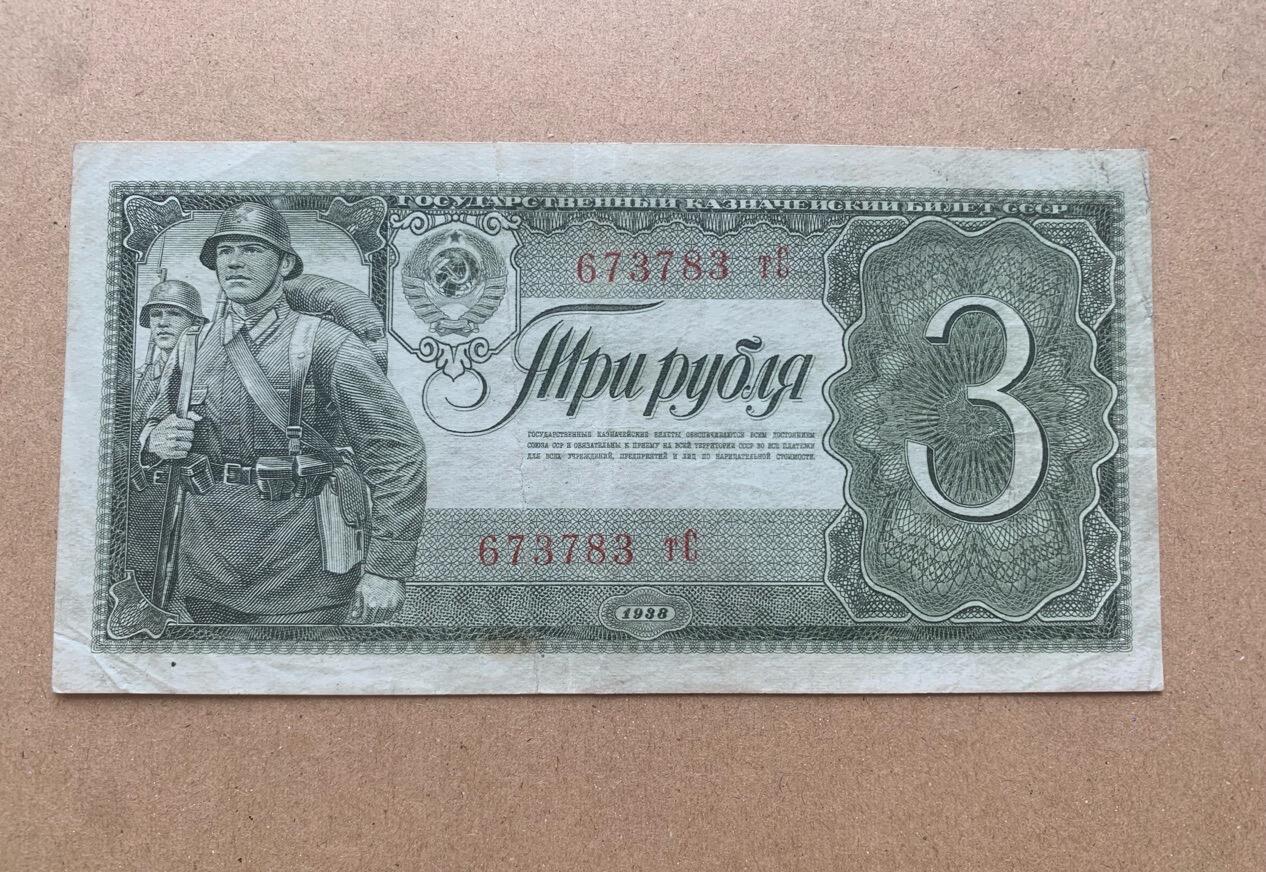 ГОСУДАРСТВЕННЫЙ КАЗНАЧЕЙСКИЙ БИЛЕТ СССР
673783 тС
Три рубля
ГОСУДАРСТВЕННЫЕ КАЗНАЧЕЙСКИЕ БИЛЕТЫ ОБЕСПЕЧИВАЮТСЯ ВСЕМ ДОСТОЯНИЕМ
СОЮЗА ССР И ОБЯЗАТЕЛЬНЫ К ПРИЕМУ НА ВСЕЙ ТЕРРИТОРИИ СССР ВО ВСЕ ПЛАТЕЖИ
ДЛЯ ВСЕХ УЧРЕЖДЕНИЙ, ПРЕДПРИЯТИЙ И ЛИЦ ПО НАРИЦАТЕЛЬНОЙ СТОИМОСТИ.
3
673783 тС
1938